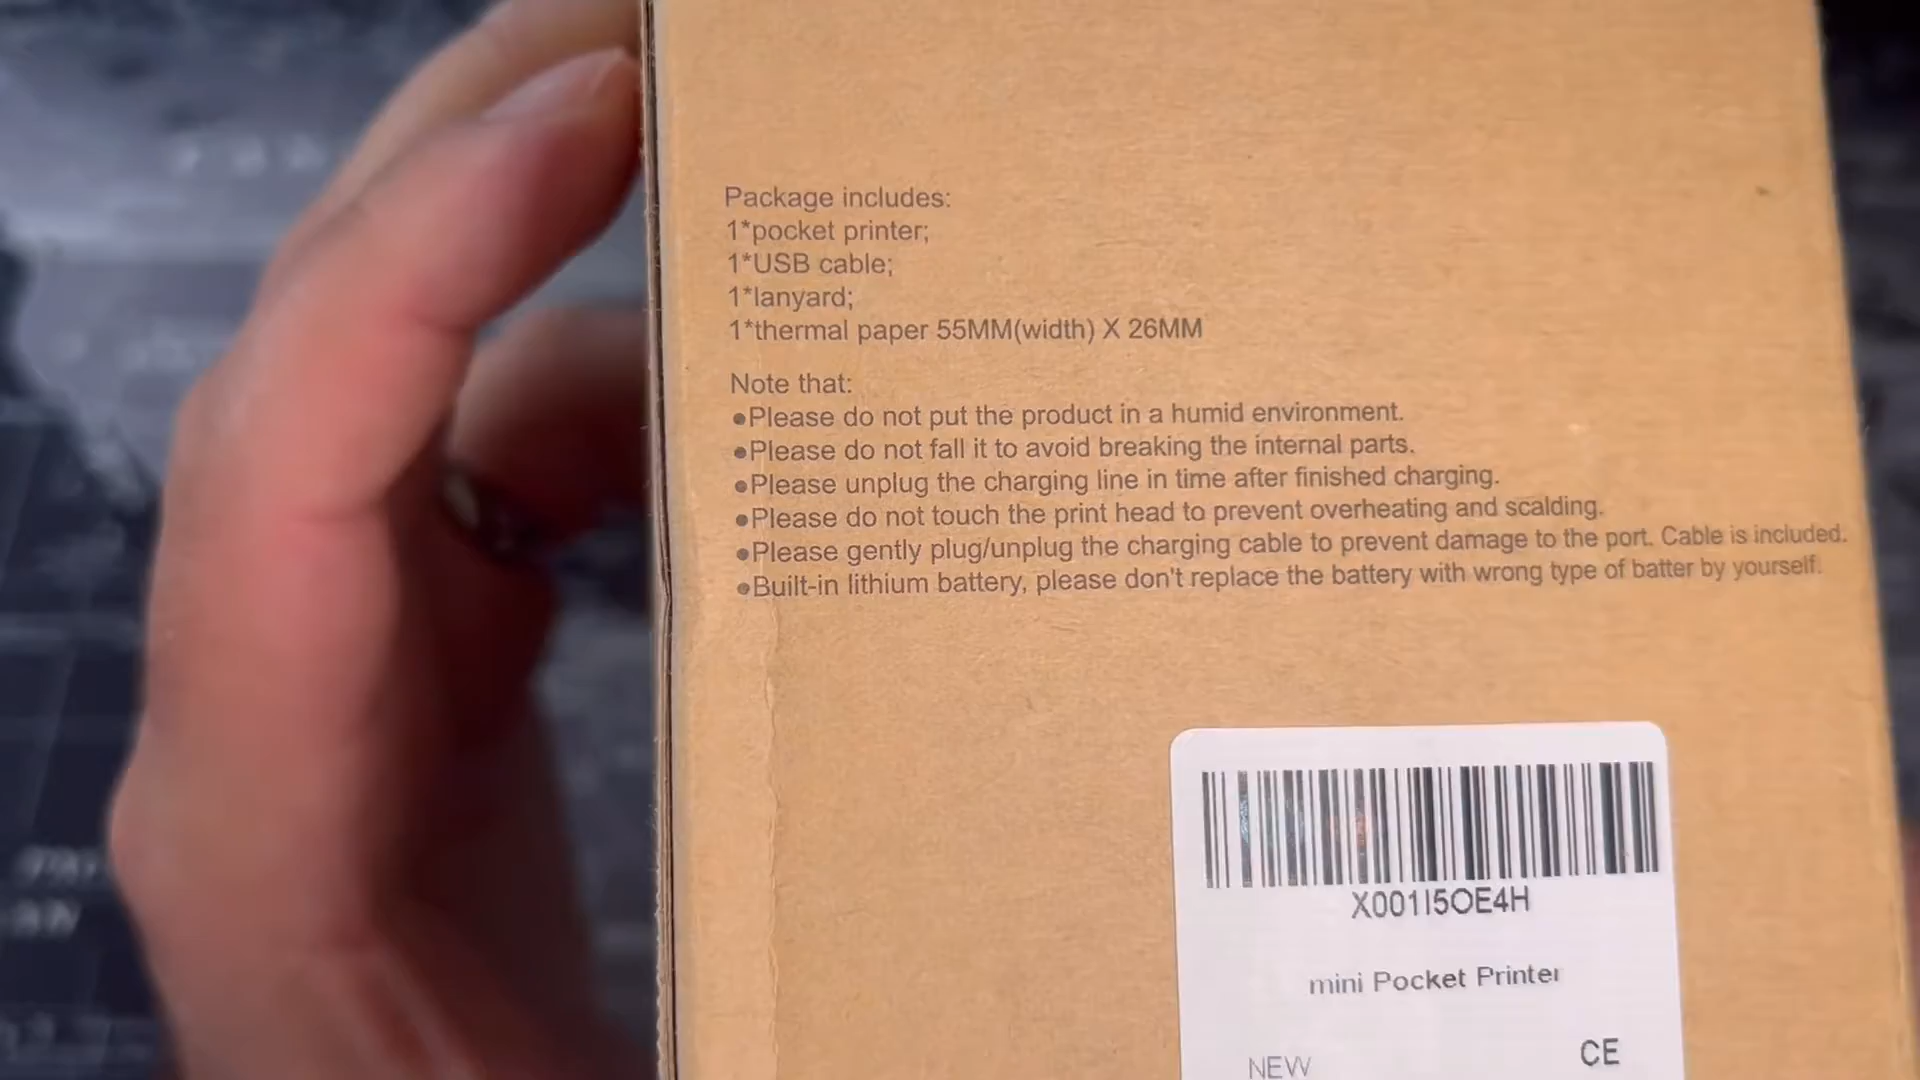 Package includes:
1*pocket printer;
1*USB cable;
1*lanyard;
1*thermal paper 55MM(width) X 26MM
Note that:
●Please do not put the product in a humid environment.
●Please do not fall it to avoid breaking the internal parts.
●Please unplug the charging line in time after finished charging.
●Please do not touch the print head to prevent overheating and scalding.
●Please gently plug/unplug the charging cable to prevent damage to the port. Cable is included.
●Built-in lithium battery, please don't replace the battery with wrong type of batter by yourself.
X001I5OE4H
mini Pocket Printer
NEW CE